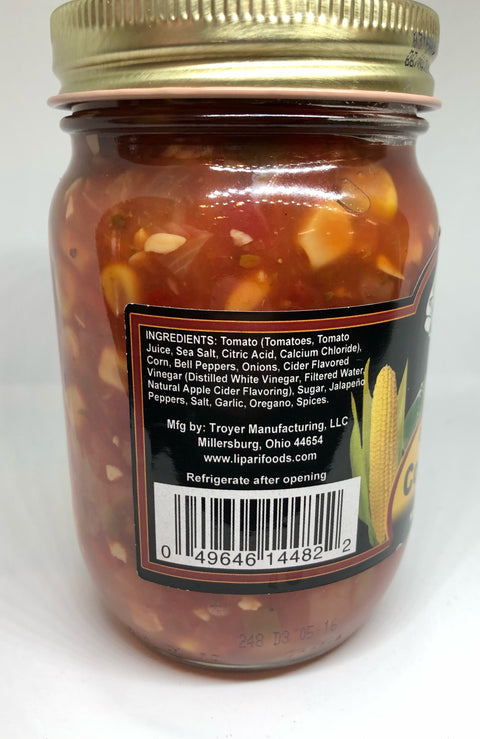 INGREDIENTS: Tomato (Tomatoes, Tomato
Juice, Sea Salt, Citric Acid, Calcium Chloride),
Corn, Bell Peppers, Onions, Cider Flavored
Vinegar (Distilled White Vinegar, Filtered Water,
Natural Apple Cider Flavoring), Sugar, Jalapeño
Peppers, Salt, Garlic, Oregano, Spices.
Mfg by: Troyer Manufacturing, LLC
Millersburg, Ohio 44654
www.liparifoods.com
Refrigerate after opening
0 49646 14482 2
248 D3 05:16